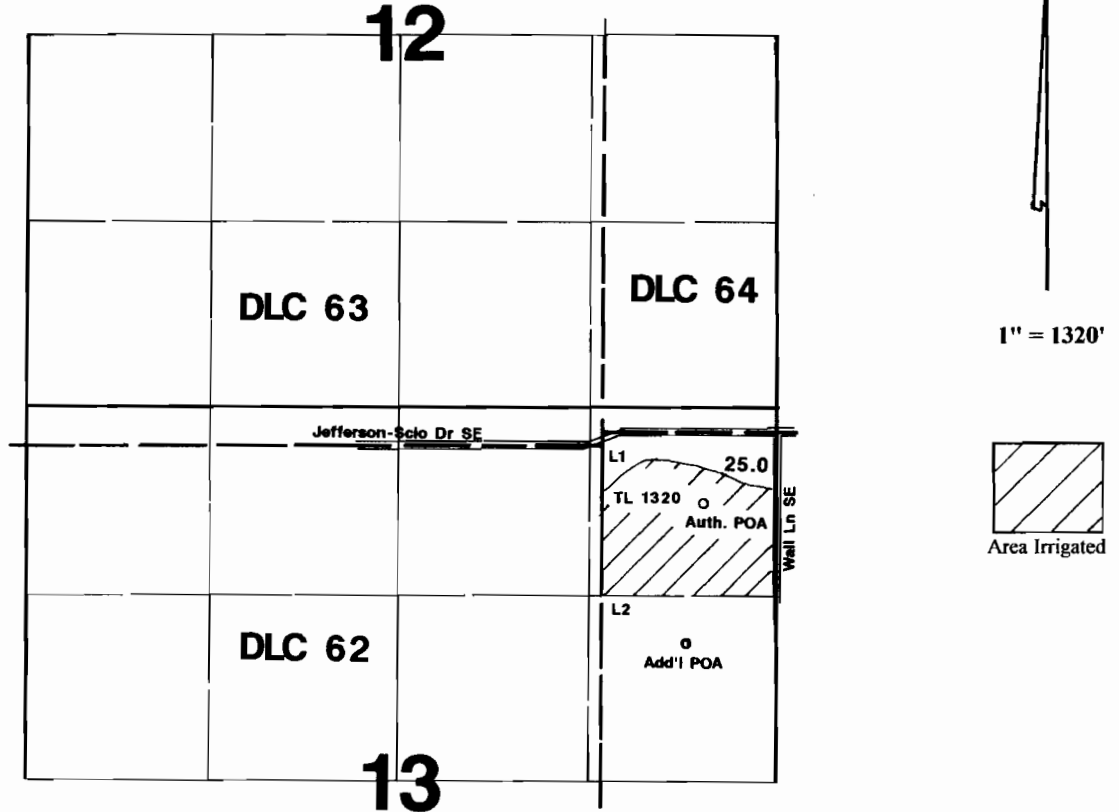 12
DLC 63
DLC 64
1" = 1320'
Jefferson-Scio Dr SE
L1
25.0
TL 1320
Auth. POA
Wall Ln SE
Area Irrigated
L2
DLC 62
Add'l POA
13